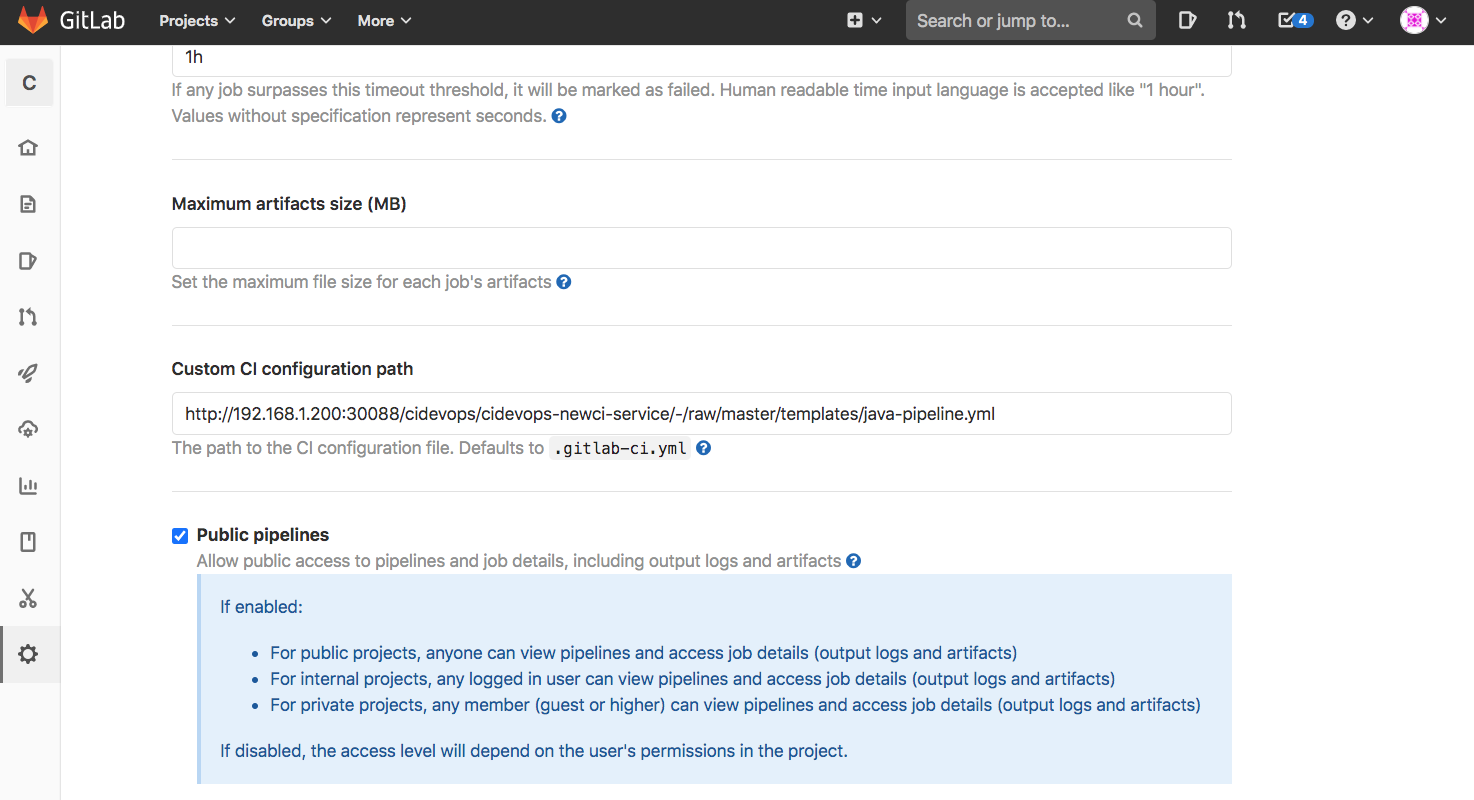 GitLab Projects Groups More Search or jump to... 4
C
1h
If any job surpasses this timeout threshold, it will be marked as failed. Human readable time input language is accepted like "1 hour".
Values without specification represent seconds.
Maximum artifacts size (MB)
Set the maximum file size for each job's artifacts
Custom CI configuration path
http://192.168.1.200:30088/cidevops/cidevops-newci-service/-/raw/master/templates/java-pipeline.yml
The path to the CI configuration file. Defaults to .gitlab-ci.yml
Public pipelines
Allow public access to pipelines and job details, including output logs and artifacts
If enabled:
• For public projects, anyone can view pipelines and access job details (output logs and artifacts)
• For internal projects, any logged in user can view pipelines and access job details (output logs and artifacts)
• For private projects, any member (guest or higher) can view pipelines and access job details (output logs and artifacts)
If disabled, the access level will depend on the user's permissions in the project.